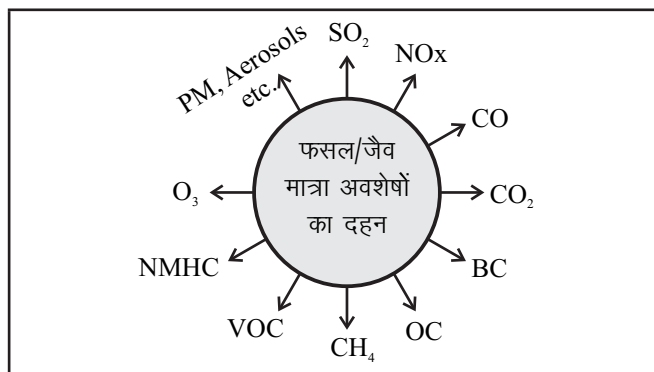 SO₂
NOx
PM, Aerosols
etc.
CO
फसल/जैव
मात्रा अवशेषों
का दहन
O₃
CO₂
NMHC
BC
VOC
OC
CH₄